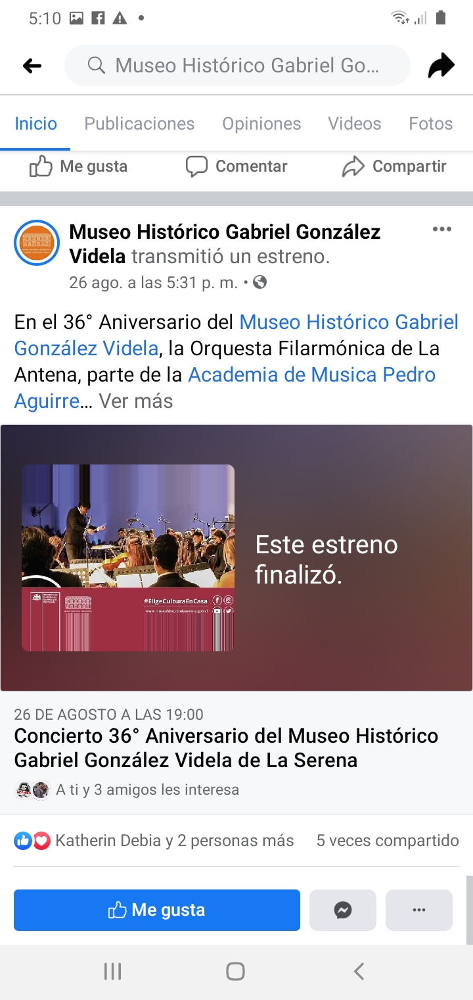 5:10
Museo Histórico Gabriel Go...
Inicio Publicaciones Opiniones Videos Fotos
Me gusta Comentar Compartir
Museo Histórico Gabriel González
Videla transmitió un estreno.
26 ago. a las 5:31 p. m. •
En el 36° Aniversario del Museo Histórico Gabriel
González Videla, la Orquesta Filarmónica de La
Antena, parte de la Academia de Musica Pedro
Aguirre... Ver más
Este estreno
finalizó.
#EligeCulturaEnCasa
www.museohistoricolaserena.gob.cl
26 DE AGOSTO A LAS 19:00
Concierto 36° Aniversario del Museo Histórico
Gabriel González Videla de La Serena
A ti y 3 amigos les interesa
Katherin Debia y 2 personas más 5 veces compartido
Me gusta